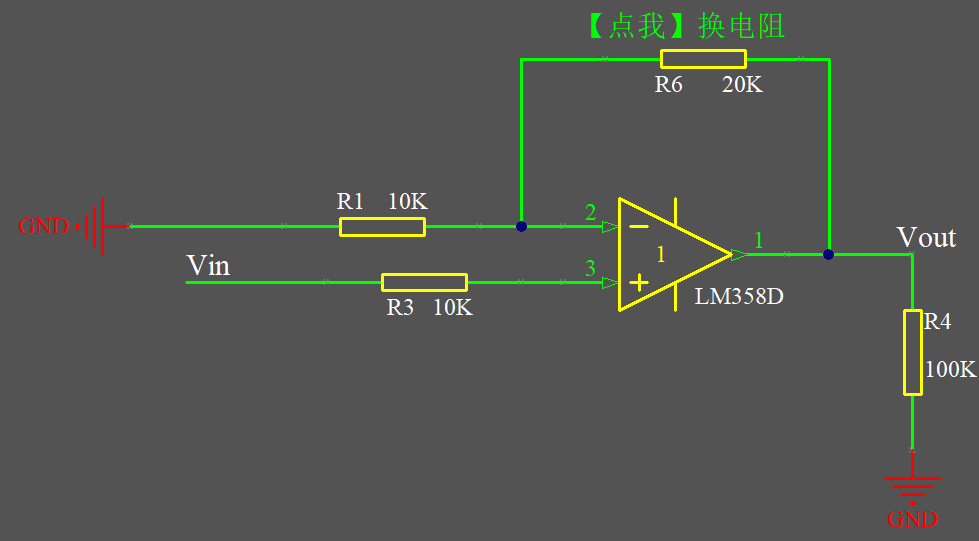 【点我】换电阻
R6 20K
R1 10K
GND
2
Vin
3
1
1
Vout
R3 10K
LM358D
R4
100K
GND